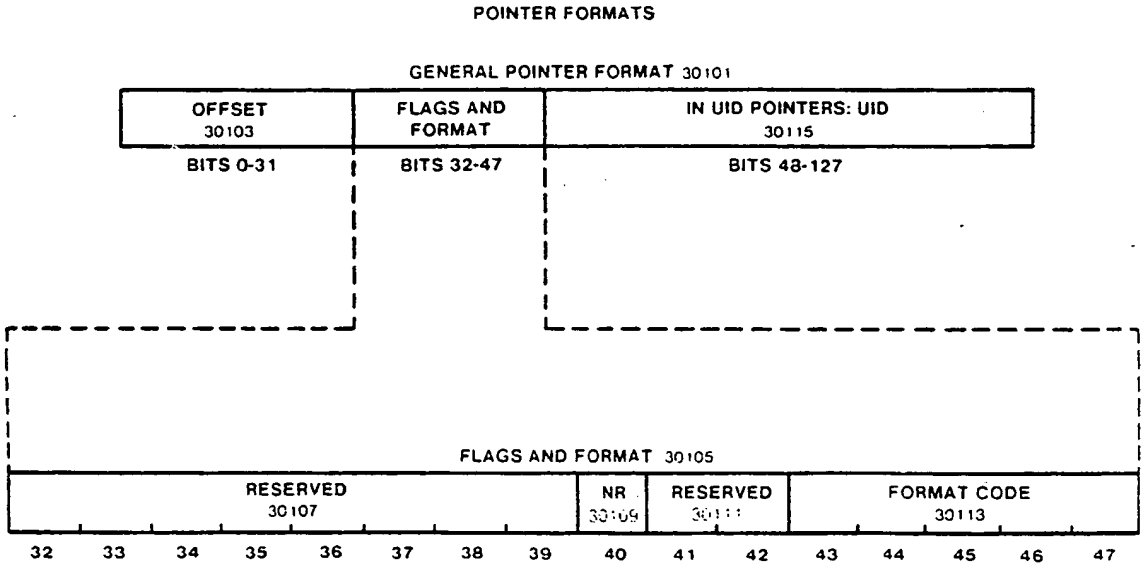 POINTER FORMATS
GENERAL POINTER FORMAT 30101
OFFSET
30103
FLAGS AND
FORMAT
IN UID POINTERS: UID
30115
BITS 0-31
BITS 32-47
BITS 48-127
FLAGS AND FORMAT 30105
RESERVED
30107
NR
30109
RESERVED
30111
FORMAT CODE
30113
32 33 34 35 36 37 38 39 40 41 42 43 44 45 46 47